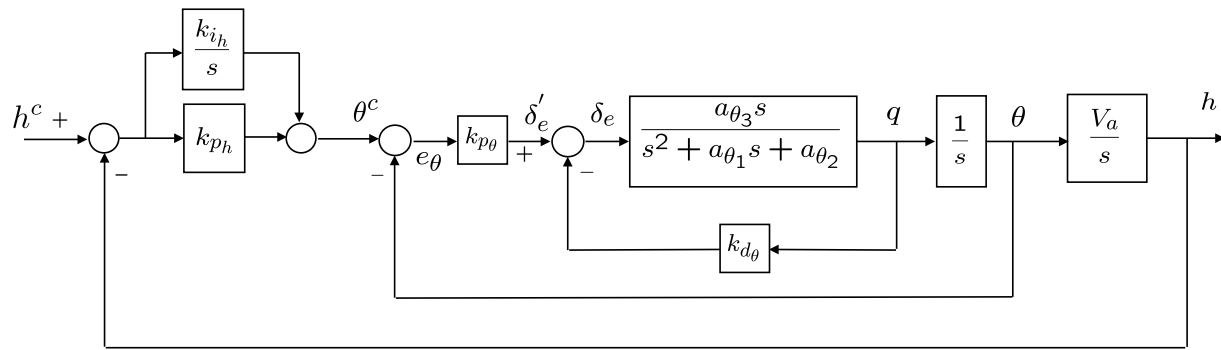 k_{i_h}
s
h^c +
k_{p_h}
θ^c
e_θ
k_{p_θ}
δ_e^'
+
δ_e
a_{θ_3} s
s^2 + a_{θ_1} s + a_{θ_2}
q
1
s
θ
V_a
s
h
-
-
-
k_{d_θ}